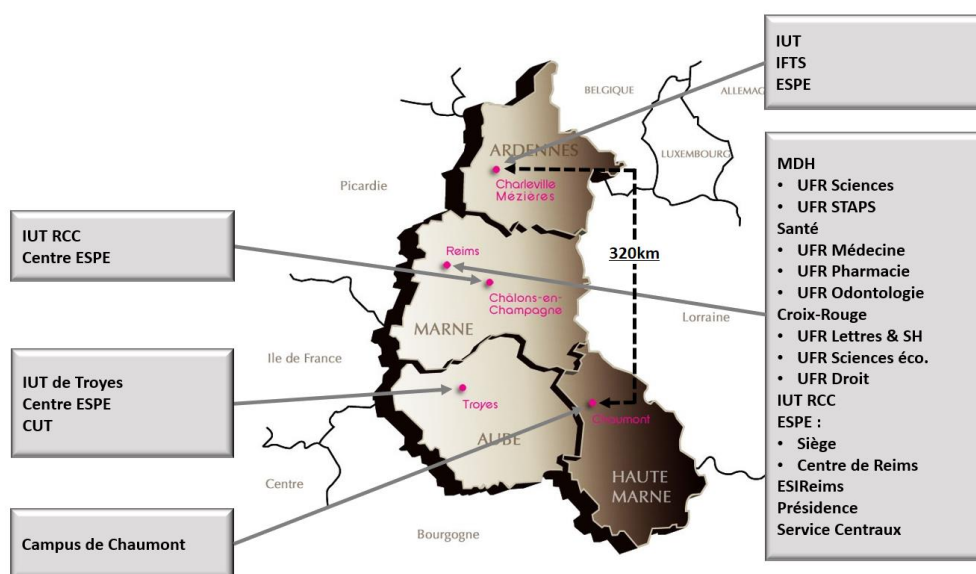 IUT
IFTS
ESPE
BELGIQUE
ALLEMAG
LUXEMBOURG
ARDENNES
Charleville
Mézières
Picardie
IUT RCC
Centre ESPE
Reims
Châlons-en-
Champagne
MARNE
320km
Lorraine
MDH
• UFR Sciences
• UFR STAPS
Santé
• UFR Médecine
• UFR Pharmacie
• UFR Odontologie
Croix-Rouge
• UFR Lettres & SH
• UFR Sciences éco.
• UFR Droit
IUT RCC
ESPE :
• Siège
• Centre de Reims
ESIReims
Présidence
Service Centraux
Ile de France
IUT de Troyes
Centre ESPE
CUT
Troyes
AUBE
Chaumont
HAUTE
MARNE
Centre
Bourgogne
Campus de Chaumont